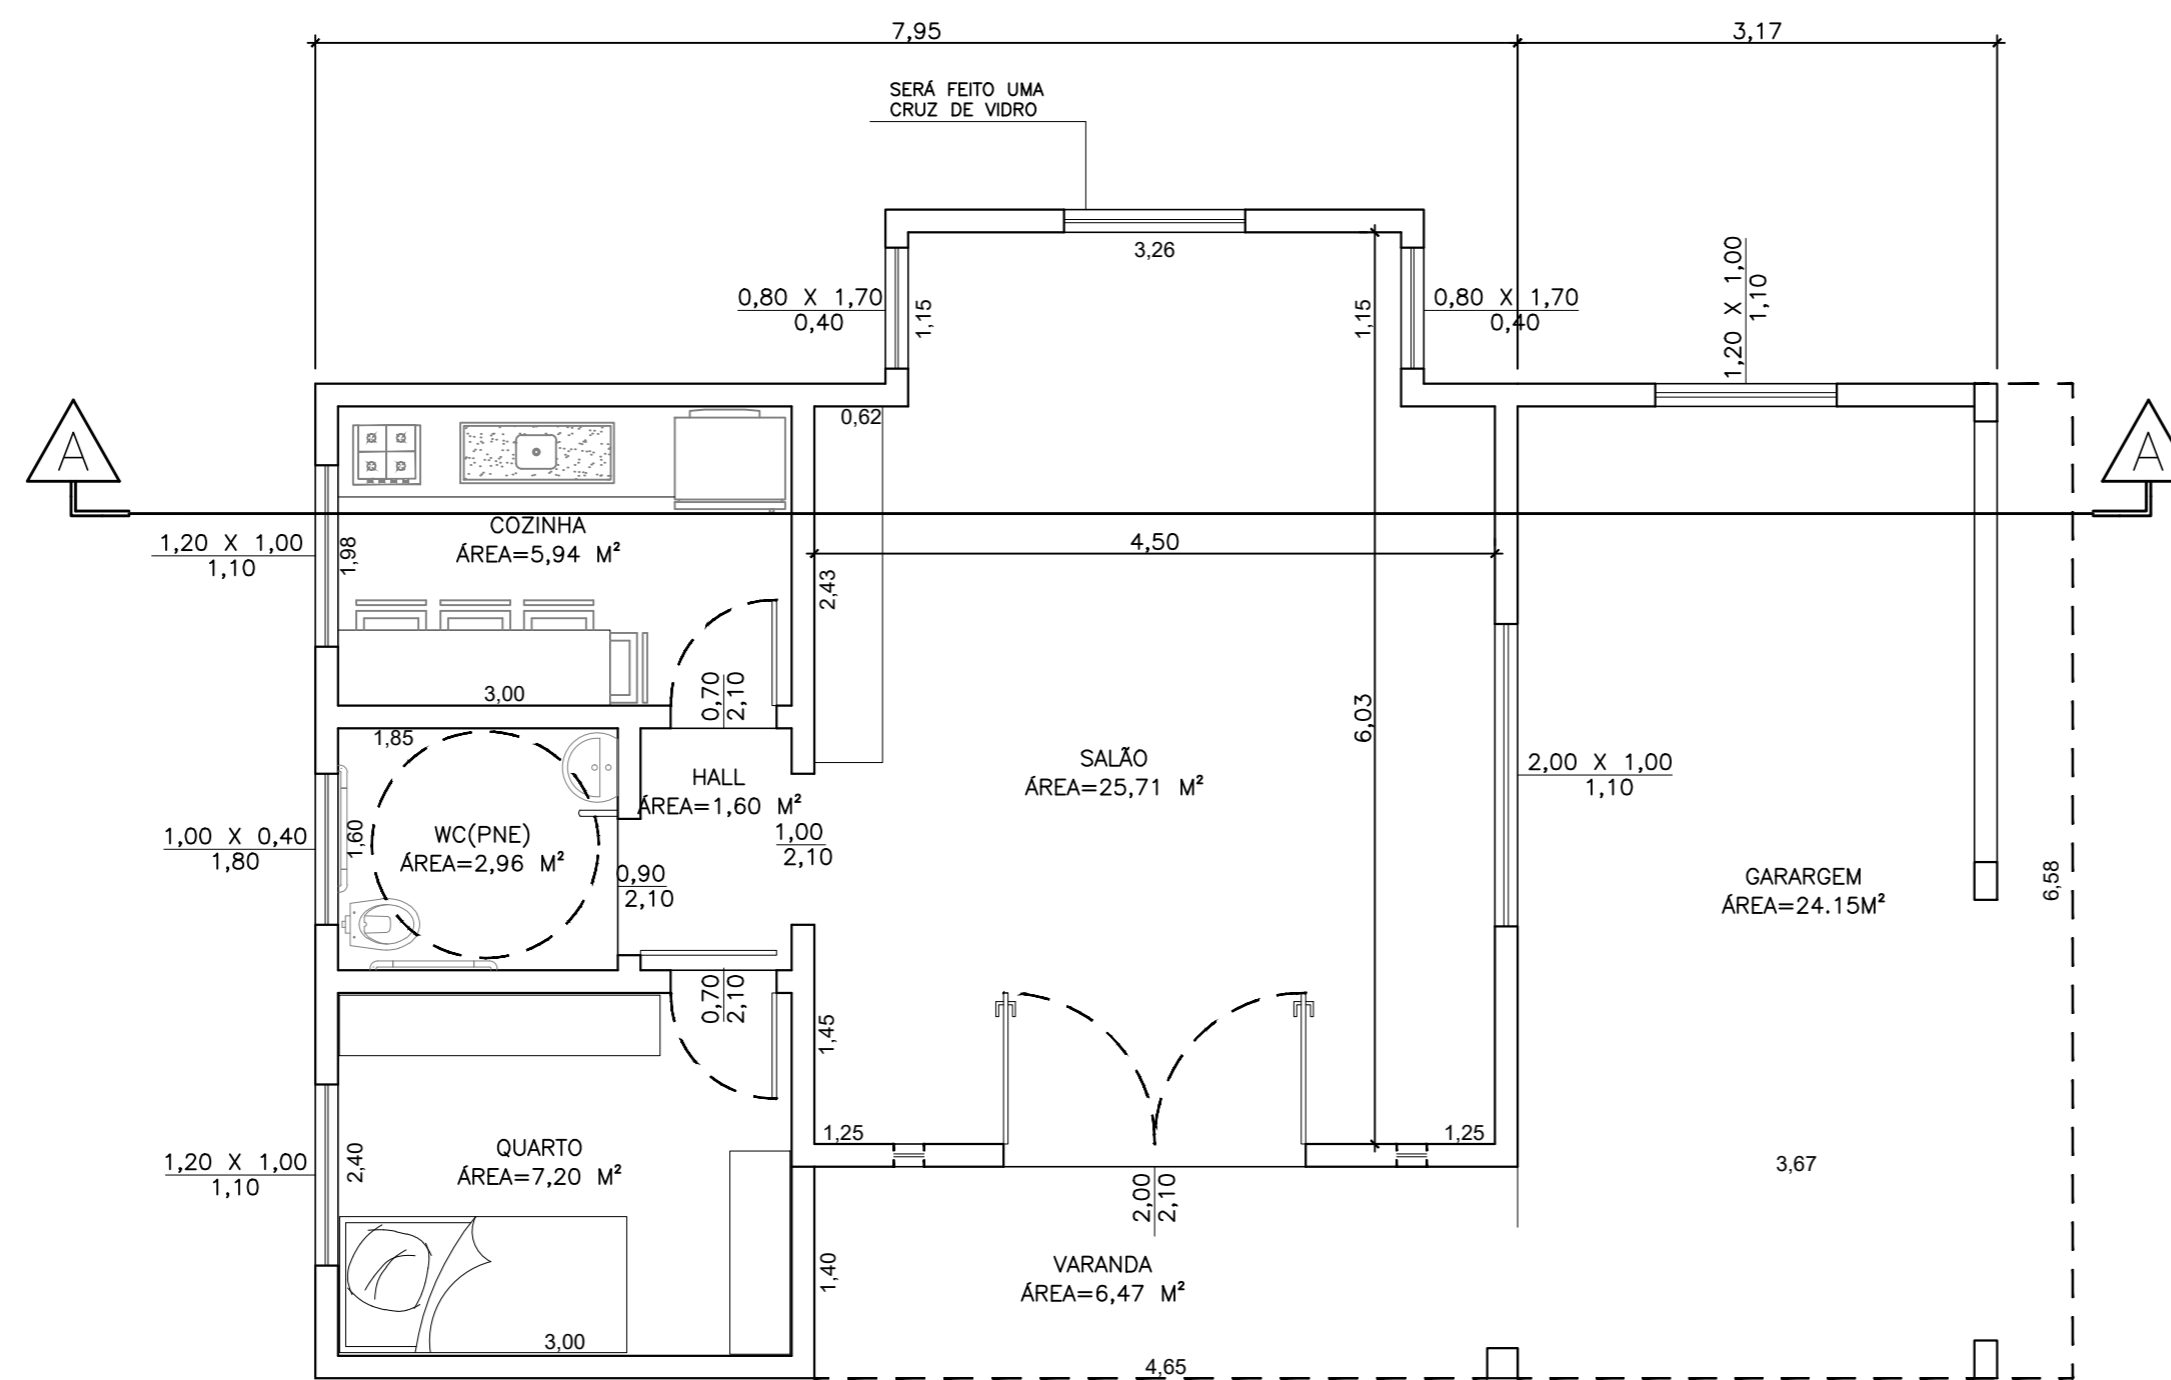 7,95
3,17
SERÁ FEITO UMA
CRUZ DE VIDRO
3,26
0,80 X 1,70
0,40
1,15
1,15
0,80 X 1,70
0,40
1,20 X 1,00
1,10
A
A
0,62
COZINHA
ÁREA=5,94 M²
1,20 X 1,00
1,10
1,98
4,50
2,43
3,00
0,70
2,10
6,03
1,85
HALL
ÁREA=1,60 M²
SALÃO
ÁREA=25,71 M²
2,00 X 1,00
1,10
1,00 X 0,40
1,80
1,60
WC(PNE)
ÁREA=2,96 M²
1,00
2,10
0,90
2,10
GARARGEM
ÁREA=24.15M²
6,58
0,70
2,10
1,45
1,25
1,25
QUARTO
ÁREA=7,20 M²
1,20 X 1,00
1,10
2,40
3,67
2,00
2,10
VARANDA
ÁREA=6,47 M²
1,40
3,00
4,65